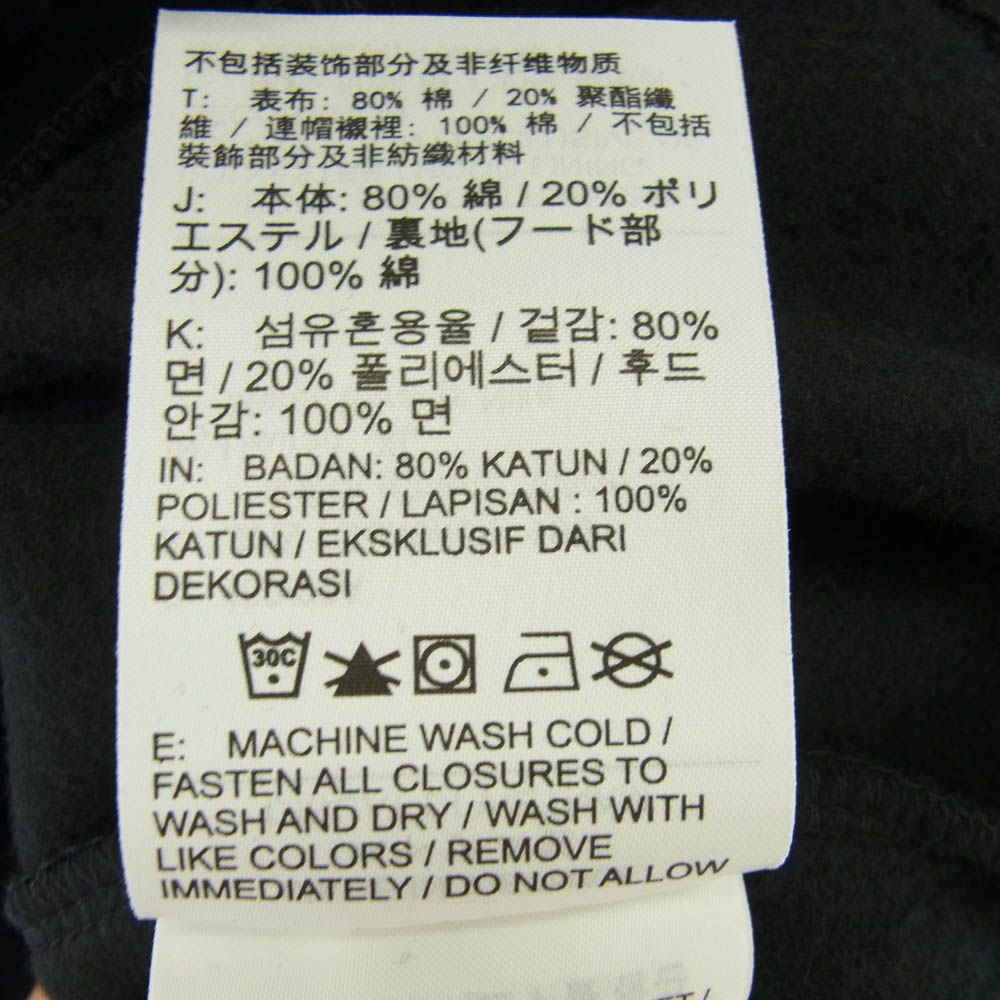 不包括装饰部分及非纤维物质
T: 表布: 80% 棉 / 20% 聚酯纖
維 / 連帽襯裡: 100% 棉 / 不包括
裝飾部分及非紡織材料
J: 本体: 80% 綿 / 20% ポリ
エステル / 裏地(フード部
分): 100% 綿
K: 섬유혼용율 / 겉감: 80%
면 / 20% 폴리에스터 / 후드
안감: 100% 면
IN: BADAN: 80% KATUN / 20%
POLIESTER / LAPISAN : 100%
KATUN / EKSKLUSIF DARI
DEKORASI
30C
E: MACHINE WASH COLD /
FASTEN ALL CLOSURES TO
WASH AND DRY / WASH WITH
LIKE COLORS / REMOVE
IMMEDIATELY / DO NOT ALLOW